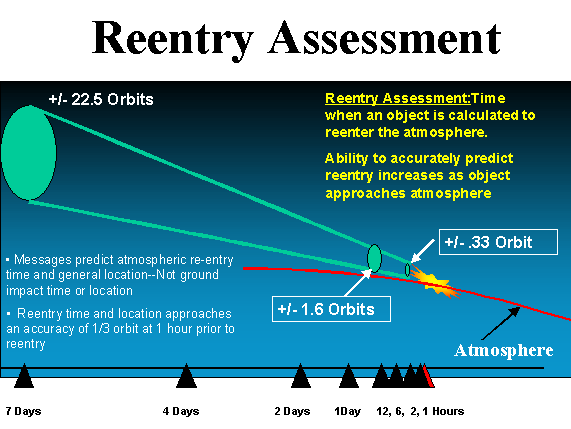 Reentry Assessment
+/- 22.5 Orbits
Reentry Assessment:Time
when an object is calculated to
reenter the atmosphere.
Ability to accurately predict
reentry increases as object
approaches atmosphere
+/- .33 Orbit
▪ Messages predict atmospheric re-entry
time and general location--Not ground
impact time or location
▪ Reentry time and location approaches
an accuracy of 1/3 orbit at 1 hour prior to
reentry
+/- 1.6 Orbits
Atmosphere
7 Days 4 Days 2 Days 1Day 12, 6, 2, 1 Hours